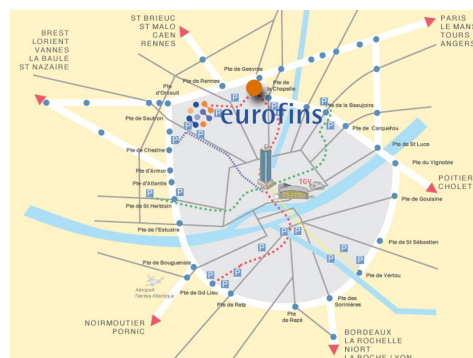 ST BRIEUC
ST MALO
CAEN
RENNES
PARIS
LE MANS
TOURS
ANGERS
BREST
LORIENT
VANNES
LA BAULE
ST NAZAIRE
Pte de Gesvres
Pte de Rennes
Pte de
la Chapelle
Pte
d'Orvault
Pte de la Beaujoire
eurofins
Pte de Sautron
Pte de Carquefou
Pte de St Luce
Pte de Chezine
Pte du Vignoble
Pte d'Armor
TGV
POITIERS
CHOLET
Pte d'Atlantis
Pte de St Herblain
Pte de Goulaine
Pte de l'Estuaire
Pte de St Sébastien
Pte de Bouguenais
Pte de Vertou
Aéroport
Nantes Atlantique
Pte de Gd Lieu
Pte de Retz
Pte des
Sorinières
Pte
de Rezé
NOIRMOUTIER
PORNIC
BORDEAUX
LA ROCHELLE
NIORT
LA ROCHE/LYON
P